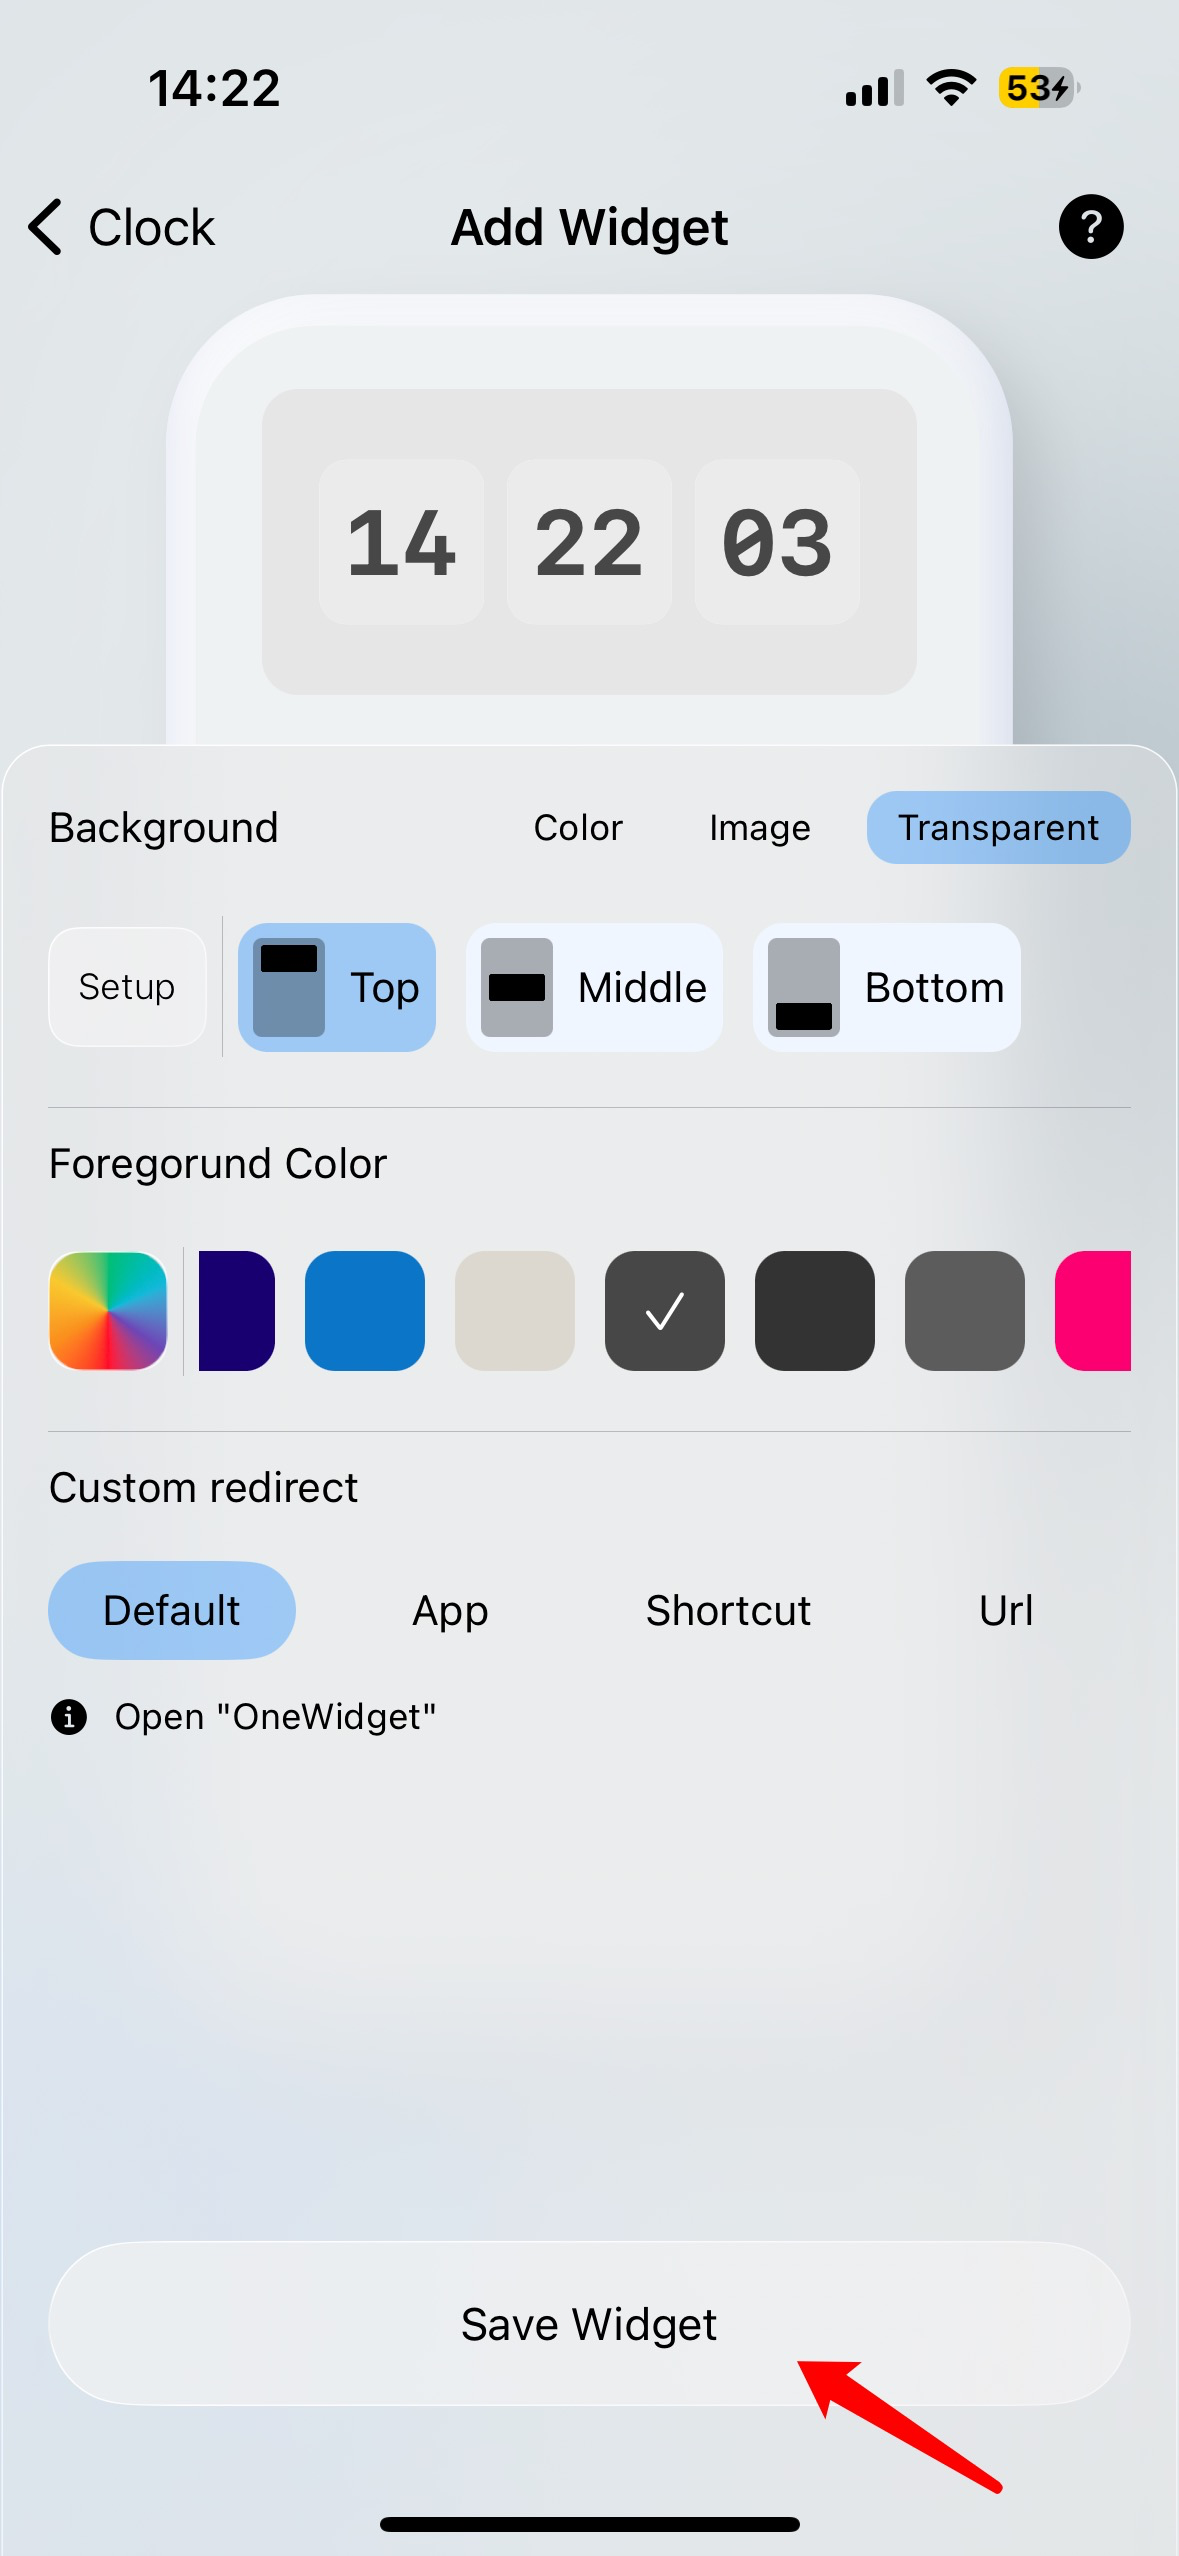 14:22 53
Clock Add Widget ?
14 22 03
Background Color Image Transparent
Setup Top Middle Bottom
Foregorund Color
Custom redirect
Default App Shortcut Url
Open "OneWidget"
Save Widget